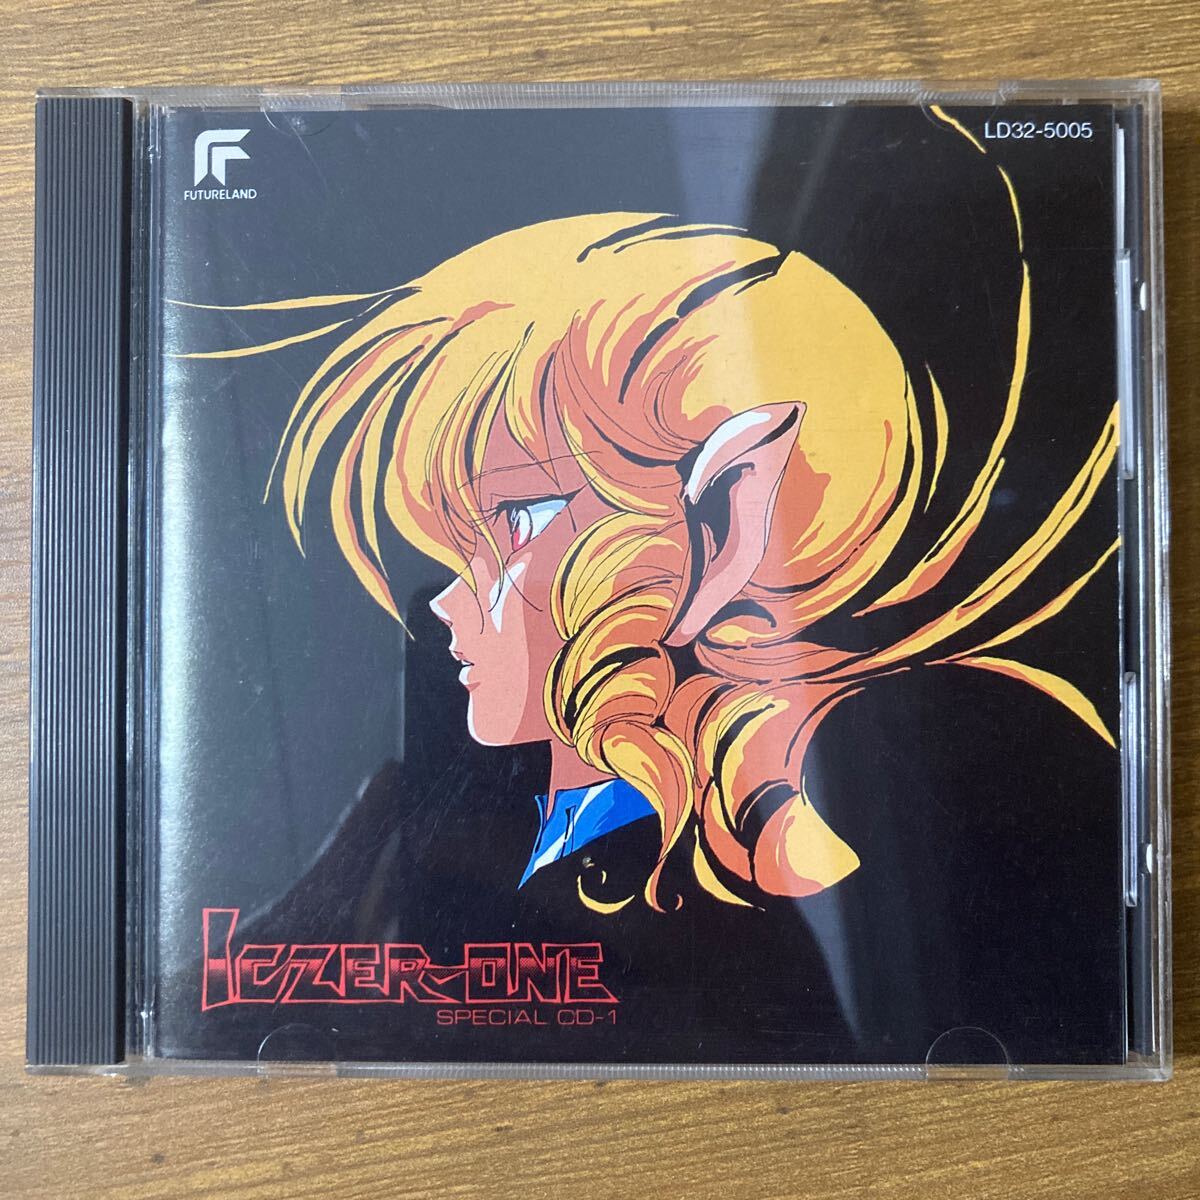 FUTURELAND
LD32-5005
ICZER-ONE
SPECIAL CD-1